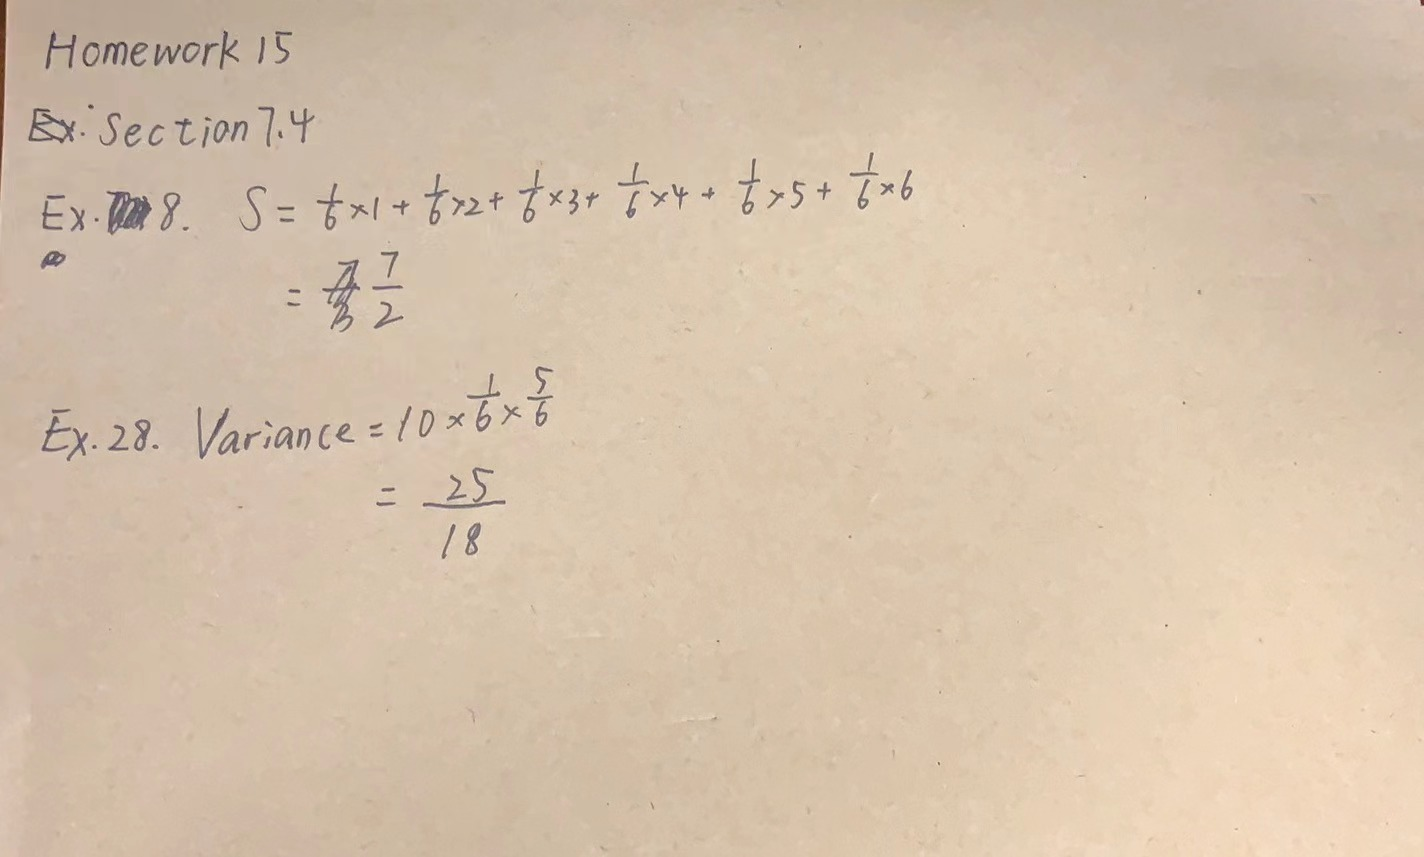 Homework 15
Ex. Section 7.4
Ex. 8. S = 1/6 ×1 + 1/6 ×2 + 1/6 ×3 + 1/6 ×4 + 1/6 ×5 + 1/6 ×6
= 7/2
Ex. 28. Variance = 10 × 1/6 × 5/6
= 25/18